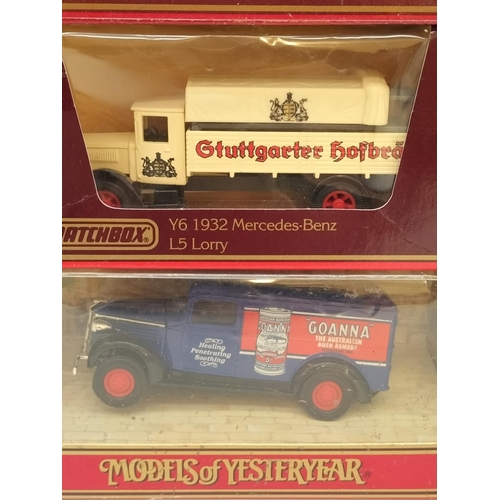 Stuttgarter Hofbrä
MATCHBOX®
Y6 1932 Mercedes-Benz
L5 Lorry
"GOANNA"
THE AUSTRALIAN
BUSH REMEDY
GOANNA
Healing
Penetrating
Soothing
MODELS of YESTERYEAR®